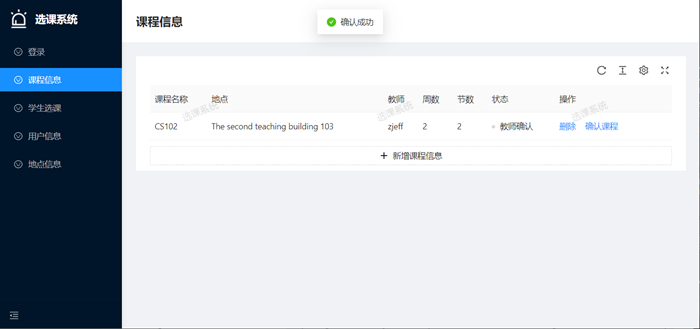 选课系统
确认成功
课程信息
登录
课程信息
学生选课
用户信息
地点信息
课程名称 地点 教师 周数 节数 状态 操作
CS102 The second teaching building 103 zjeff 2 2 教师确认 删除 确认课程
新增课程信息
选课系统
选课系统
选课系统